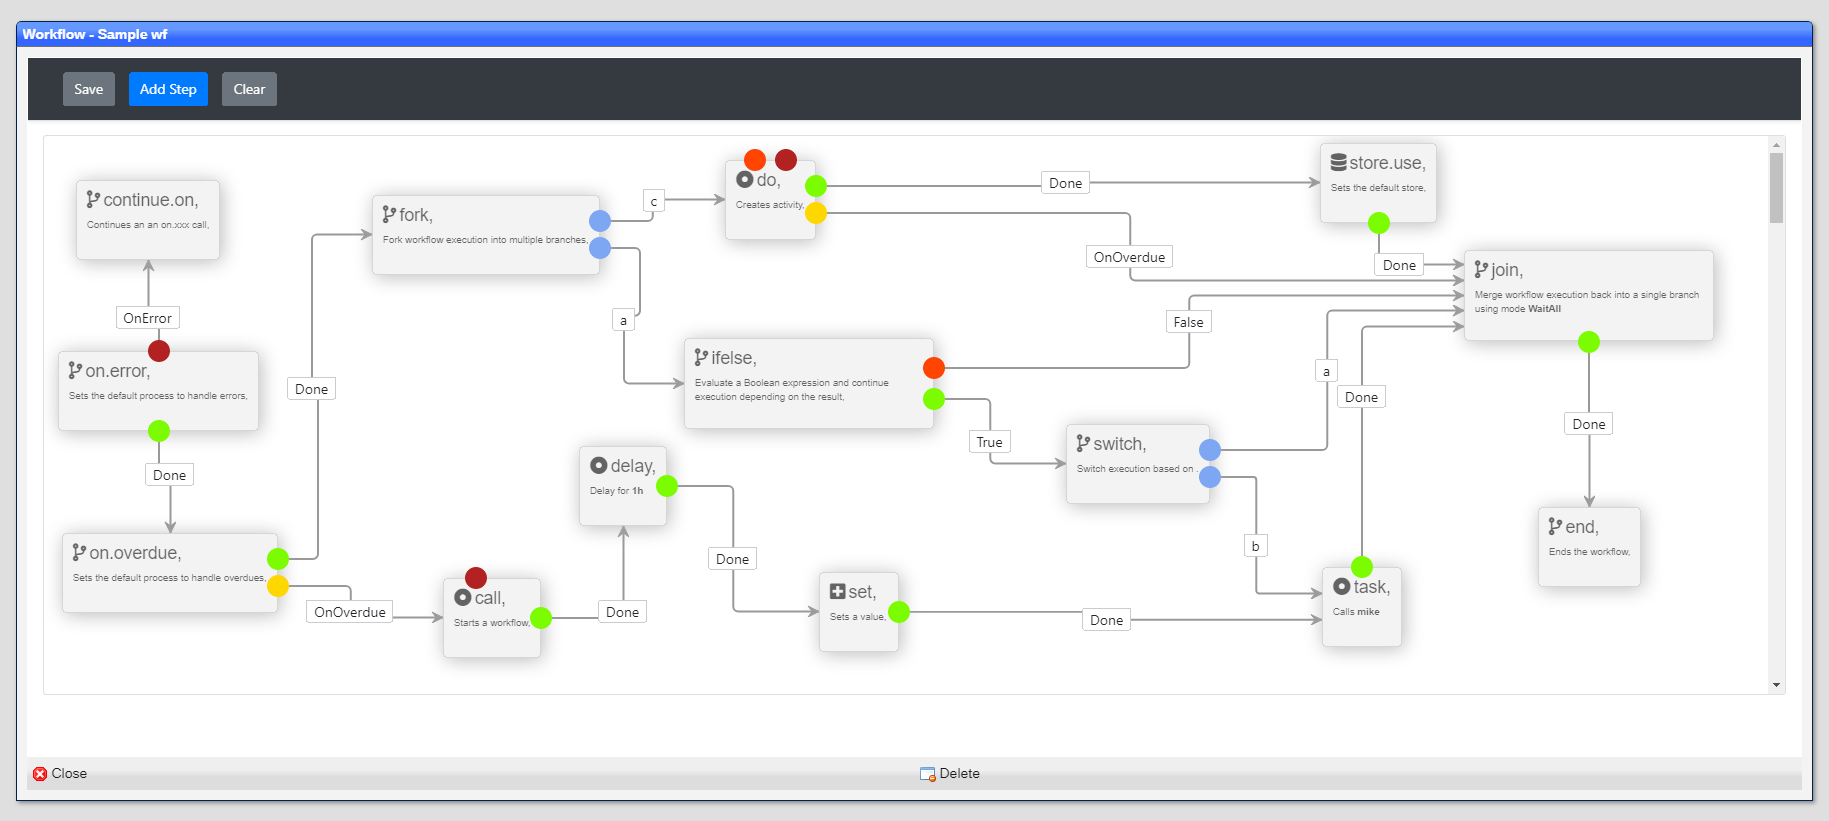 Workflow - Sample wf
Save
Add Step
Clear
continue.on,
Continues an an on.xxx call,
OnError
on.error,
Sets the default process to handle errors,
Done
on.overdue,
Sets the default process to handle overdues,
Done
OnOverdue
fork,
Fork workflow execution into multiple branches,
c
a
do,
Creates activity,
Done
OnOverdue
store.use,
Sets the default store,
Done
join,
Merge workflow execution back into a single branch
using mode WaitAll
Done
end,
Ends the workflow,
ifelse,
Evaluate a Boolean expression and continue
execution depending on the result,
False
True
switch,
Switch execution based on .
a
b
Done
call,
Starts a workflow,
Done
delay,
Delay for 1h
Done
set,
Sets a value,
Done
task,
Calls mike
Close
Delete